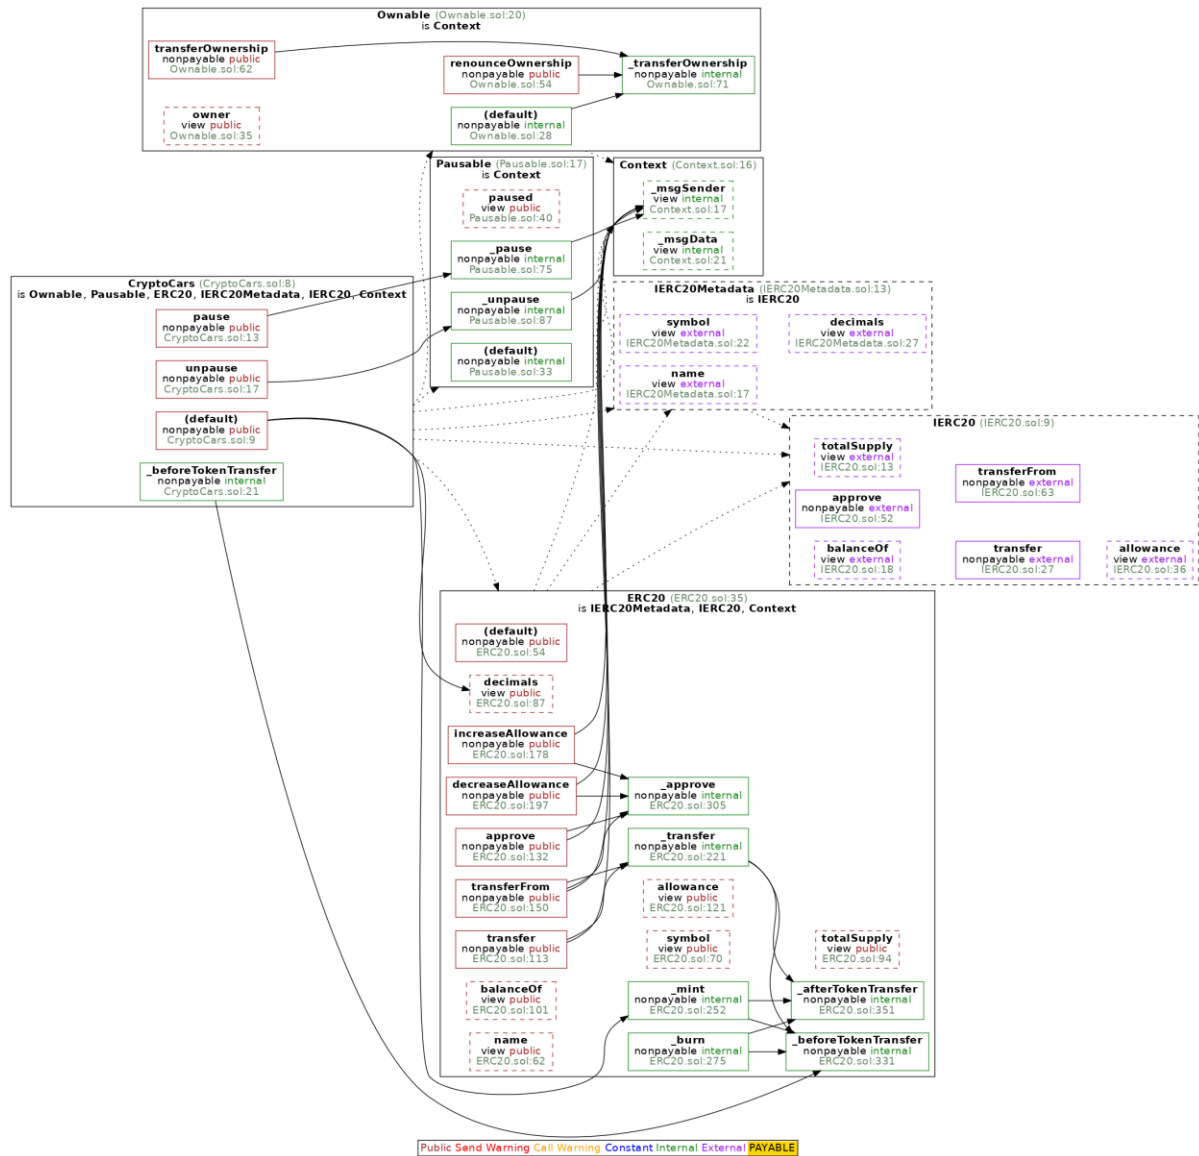 Ownable (Ownable.sol:20)
is Context
transferOwnership
nonpayable public
Ownable.sol:62
renounceOwnership
nonpayable public
Ownable.sol:54
_transferOwnership
nonpayable internal
Ownable.sol:71
owner
view public
Ownable.sol:35
(default)
nonpayable internal
Ownable.sol:28
Pausable (Pausable.sol:17)
is Context
paused
view public
Pausable.sol:40
_pause
nonpayable internal
Pausable.sol:75
_unpause
nonpayable internal
Pausable.sol:87
(default)
nonpayable internal
Pausable.sol:33
Context (Context.sol:16)
_msgSender
view internal
Context.sol:17
_msgData
view internal
Context.sol:21
CryptoCars (CryptoCars.sol:8)
is Ownable, Pausable, ERC20, IERC20Metadata, IERC20, Context
pause
nonpayable public
CryptoCars.sol:13
unpause
nonpayable public
CryptoCars.sol:17
(default)
nonpayable public
CryptoCars.sol:9
_beforeTokenTransfer
nonpayable internal
CryptoCars.sol:21
IERC20Metadata (IERC20Metadata.sol:13)
is IERC20
symbol
view external
IERC20Metadata.sol:22
decimals
view external
IERC20Metadata.sol:27
name
view external
IERC20Metadata.sol:17
IERC20 (IERC20.sol:9)
totalSupply
view external
IERC20.sol:13
transferFrom
nonpayable external
IERC20.sol:63
approve
nonpayable external
IERC20.sol:52
balanceOf
view external
IERC20.sol:18
transfer
nonpayable external
IERC20.sol:27
allowance
view external
IERC20.sol:36
ERC20 (ERC20.sol:35)
is IERC20Metadata, IERC20, Context
(default)
nonpayable public
ERC20.sol:54
decimals
view public
ERC20.sol:87
increaseAllowance
nonpayable public
ERC20.sol:178
decreaseAllowance
nonpayable public
ERC20.sol:197
_approve
nonpayable internal
ERC20.sol:305
approve
nonpayable public
ERC20.sol:132
_transfer
nonpayable internal
ERC20.sol:221
transferFrom
nonpayable public
ERC20.sol:150
allowance
view public
ERC20.sol:121
transfer
nonpayable public
ERC20.sol:113
symbol
view public
ERC20.sol:70
totalSupply
view public
ERC20.sol:94
balanceOf
view public
ERC20.sol:101
_mint
nonpayable internal
ERC20.sol:252
_afterTokenTransfer
nonpayable internal
ERC20.sol:351
name
view public
ERC20.sol:62
_burn
nonpayable internal
ERC20.sol:275
_beforeTokenTransfer
nonpayable internal
ERC20.sol:331
Public Send Warning Call Warning Constant Internal External PAYABLE